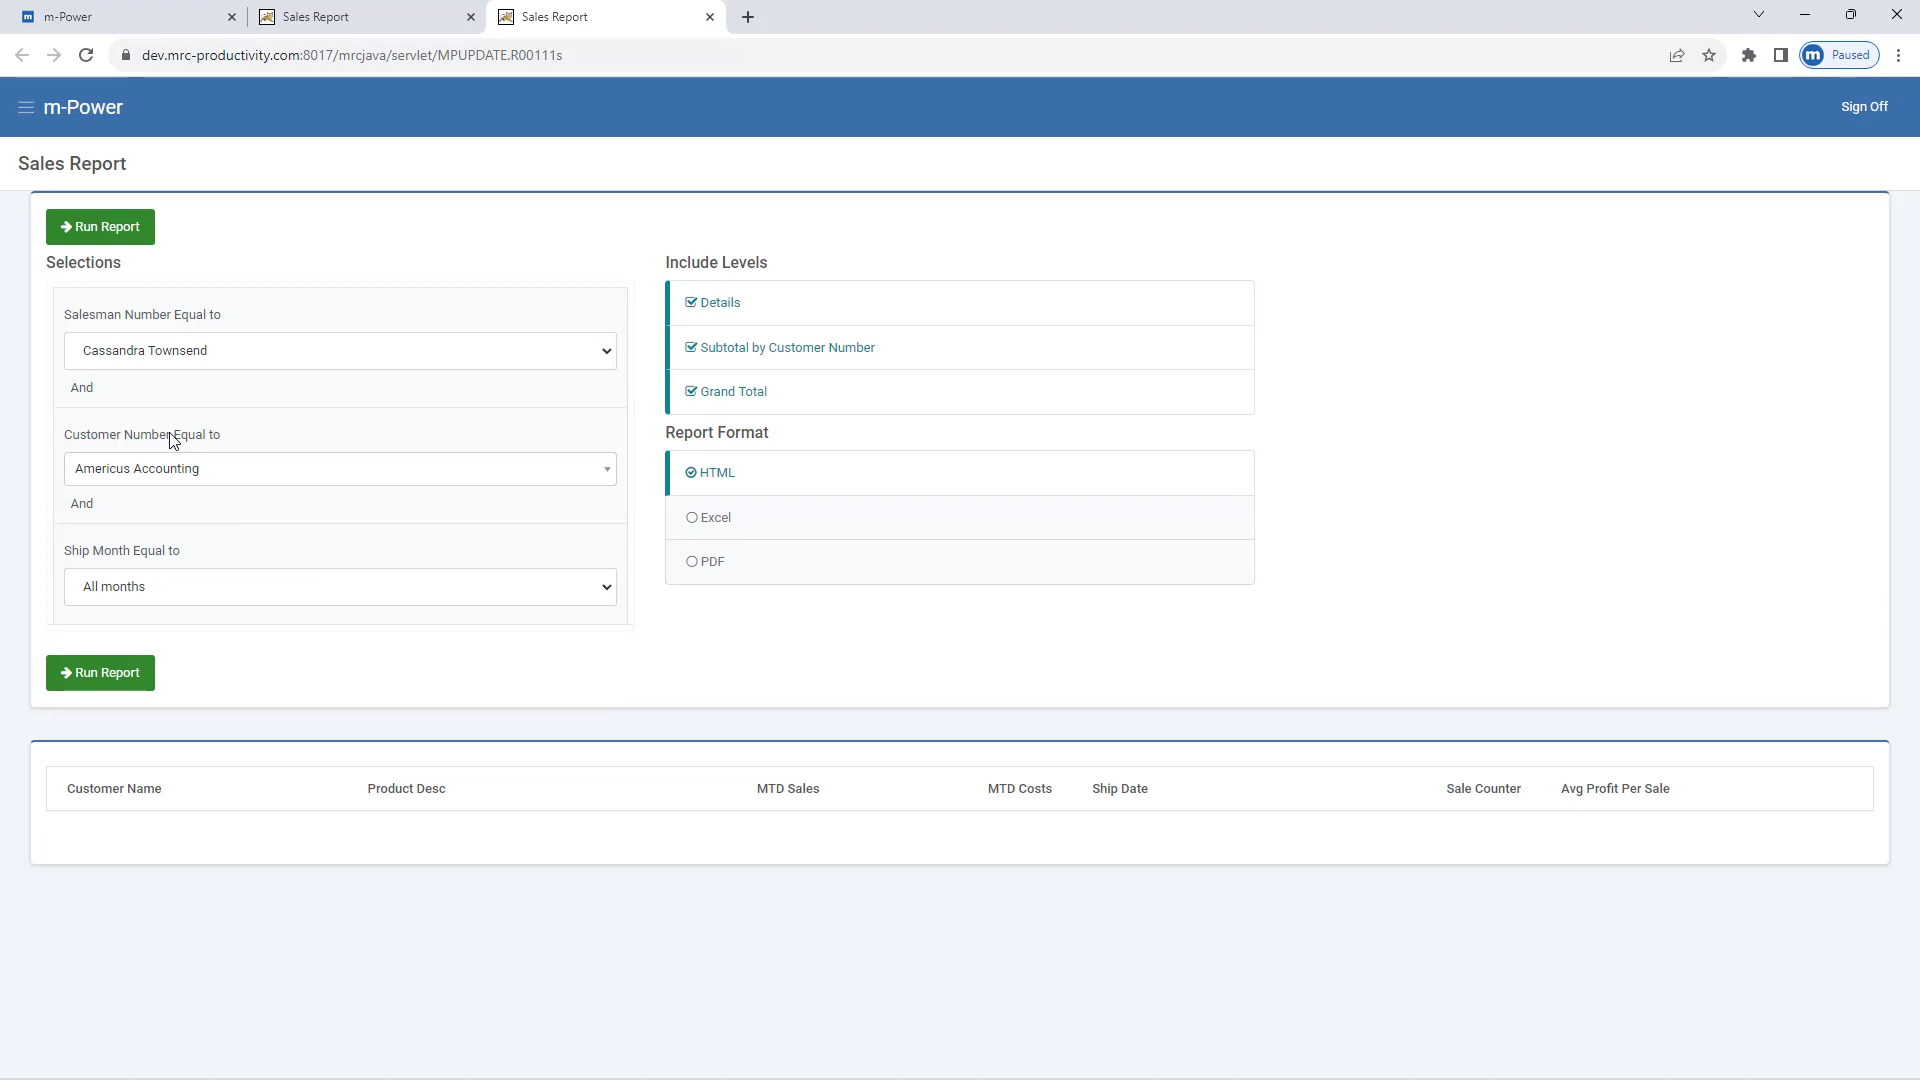 m-Power
Sales Report
Sales Report
dev.mrc-productivity.com:8017/mrcjava/servlet/MPUPDATE.R00111s
m Paused
m-Power
Sign Off
Sales Report
Run Report
Selections
Include Levels
Salesman Number Equal to
Cassandra Townsend
And
Customer Number Equal to
Americus Accounting
And
Ship Month Equal to
All months
Details
Subtotal by Customer Number
Grand Total
Report Format
HTML
Excel
PDF
Run Report
Customer Name Product Desc MTD Sales MTD Costs Ship Date Sale Counter Avg Profit Per Sale